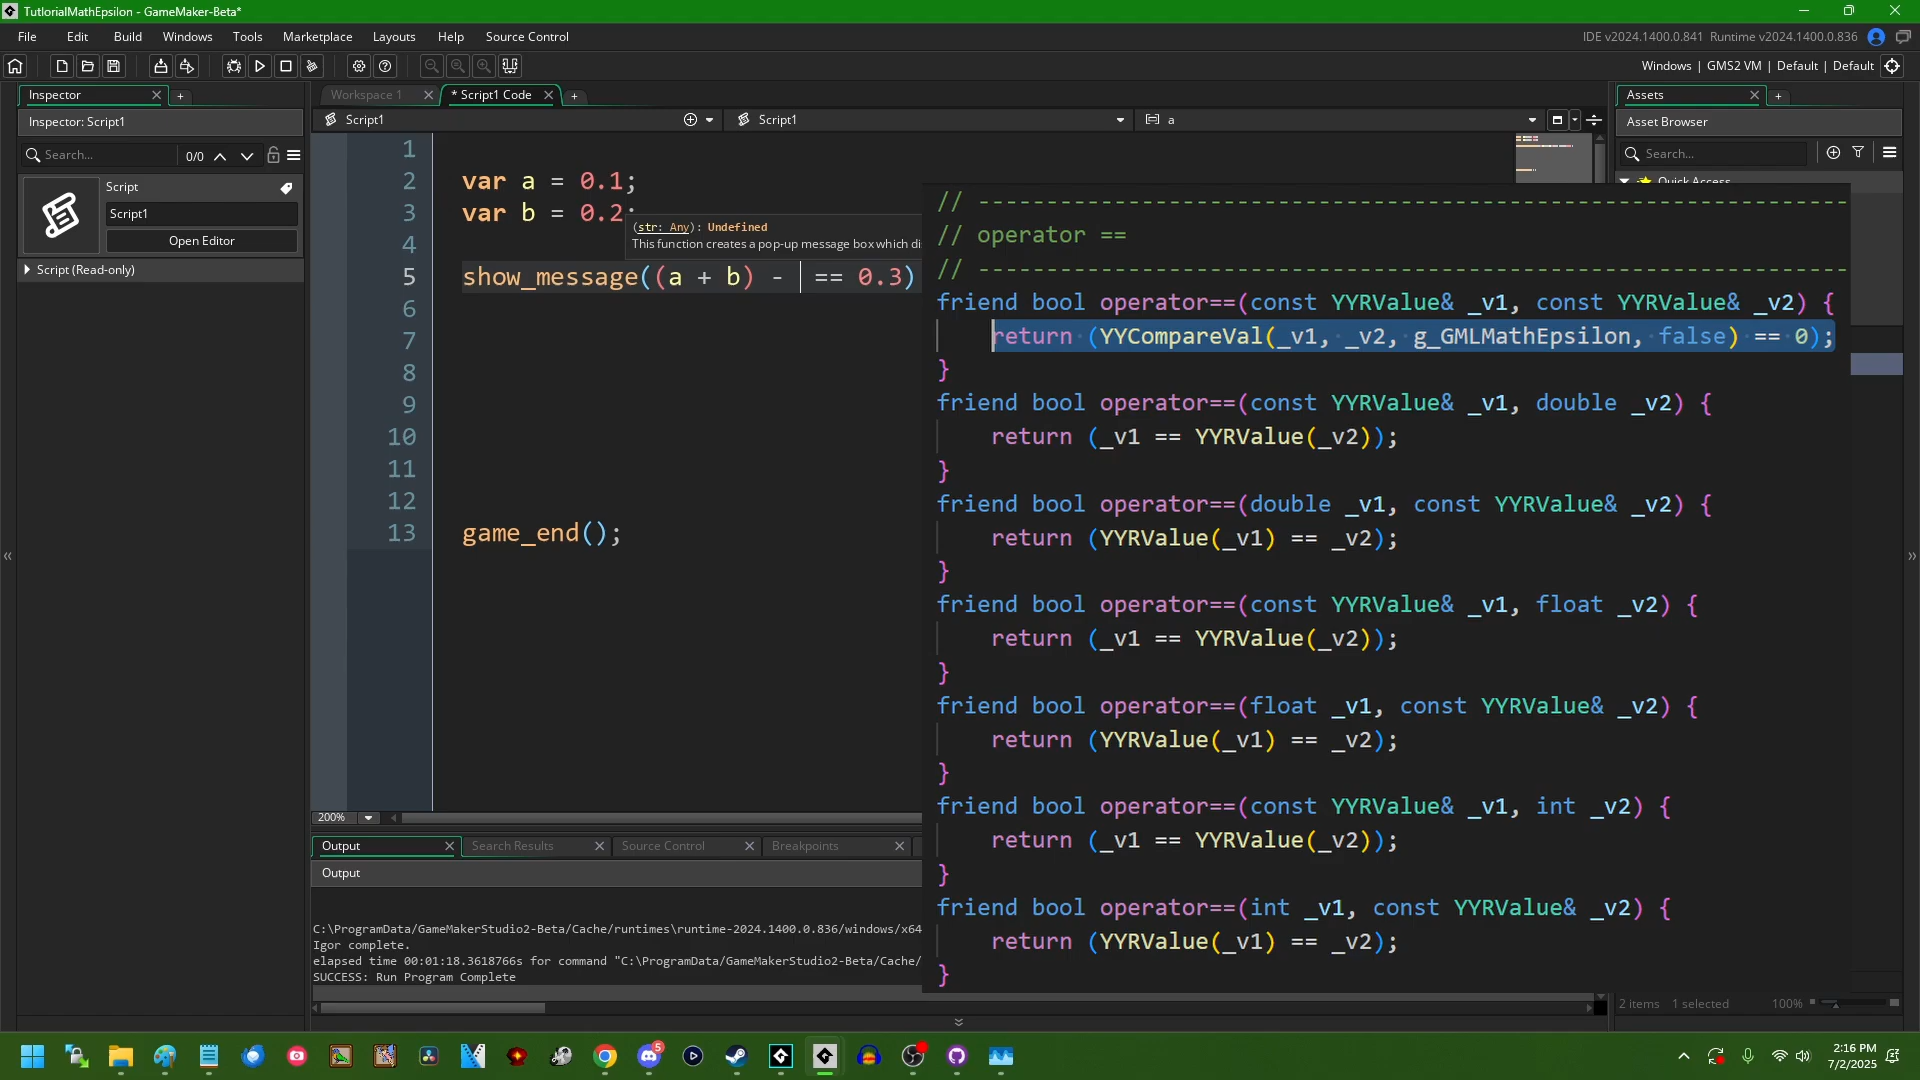 TutlorialMathEpsilon - GameMaker-Beta*
File Edit Build Windows Tools Marketplace Layouts Help Source Control
IDE v2024.1400.0.841 Runtime v2024.1400.0.836
Windows | GMS2 VM | Default | Default
Inspector
Workspace 1
* Script1 Code
Assets
Inspector: Script1
Script1
Script1
a
Asset Browser
Search...
0/0
Search...
Quick Access
Script
Script1
Open Editor
Script (Read-only)
1
2 var a = 0.1;
3 var b = 0.2;
(str: Any): Undefined
This function creates a pop-up message box which di
4
5 show_message((a + b) - == 0.3)
6
7
8
9
10
11
12
13 game_end();
// ----------------------------------------------------------------
// operator ==
// ----------------------------------------------------------------
friend bool operator==(const YYRValue& _v1, const YYRValue& _v2) {
return (YYCompareVal(_v1, _v2, g_GMLMathEpsilon, false) == 0);
}
friend bool operator==(const YYRValue& _v1, double _v2) {
return (_v1 == YYRValue(_v2));
}
friend bool operator==(double _v1, const YYRValue& _v2) {
return (YYRValue(_v1) == _v2);
}
friend bool operator==(const YYRValue& _v1, float _v2) {
return (_v1 == YYRValue(_v2));
}
friend bool operator==(float _v1, const YYRValue& _v2) {
return (YYRValue(_v1) == _v2);
}
friend bool operator==(const YYRValue& _v1, int _v2) {
return (_v1 == YYRValue(_v2));
}
friend bool operator==(int _v1, const YYRValue& _v2) {
return (YYRValue(_v1) == _v2);
}
200%
Output
Search Results
Source Control
Breakpoints
Output
C:\ProgramData/GameMakerStudio2-Beta/Cache/runtimes\runtime-2024.1400.0.836/windows/x64
Igor complete.
elapsed time 00:01:18.3618766s for command "C:\ProgramData/GameMakerStudio2-Beta/Cache/
SUCCESS: Run Program Complete
2 items 1 selected 100%
5
2:16 PM
7/2/2025